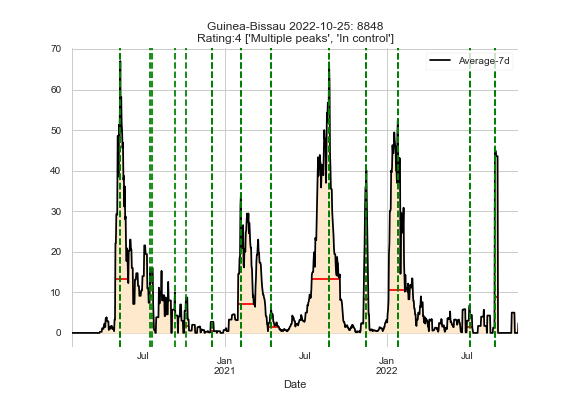 Guinea-Bissau 2022-10-25: 8848
Rating:4 ['Multiple peaks', 'In control']
Average-7d
70
60
50
40
30
20
10
0
Jul
Jan
2021
Jul
Jan
2022
Jul
Date